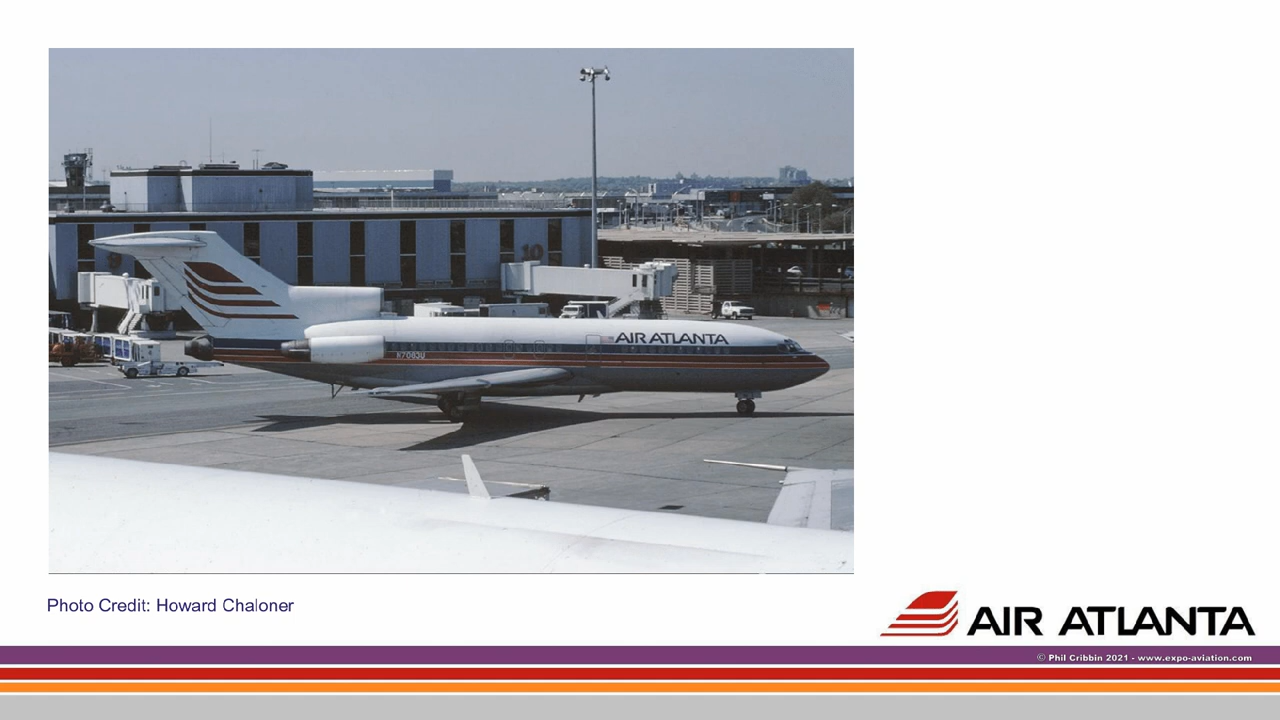 10
AIR ATLANTA
N7083U
Photo Credit: Howard Chaloner
AIR ATLANTA
© Phil Cribbin 2021 - www.expo-aviation.com